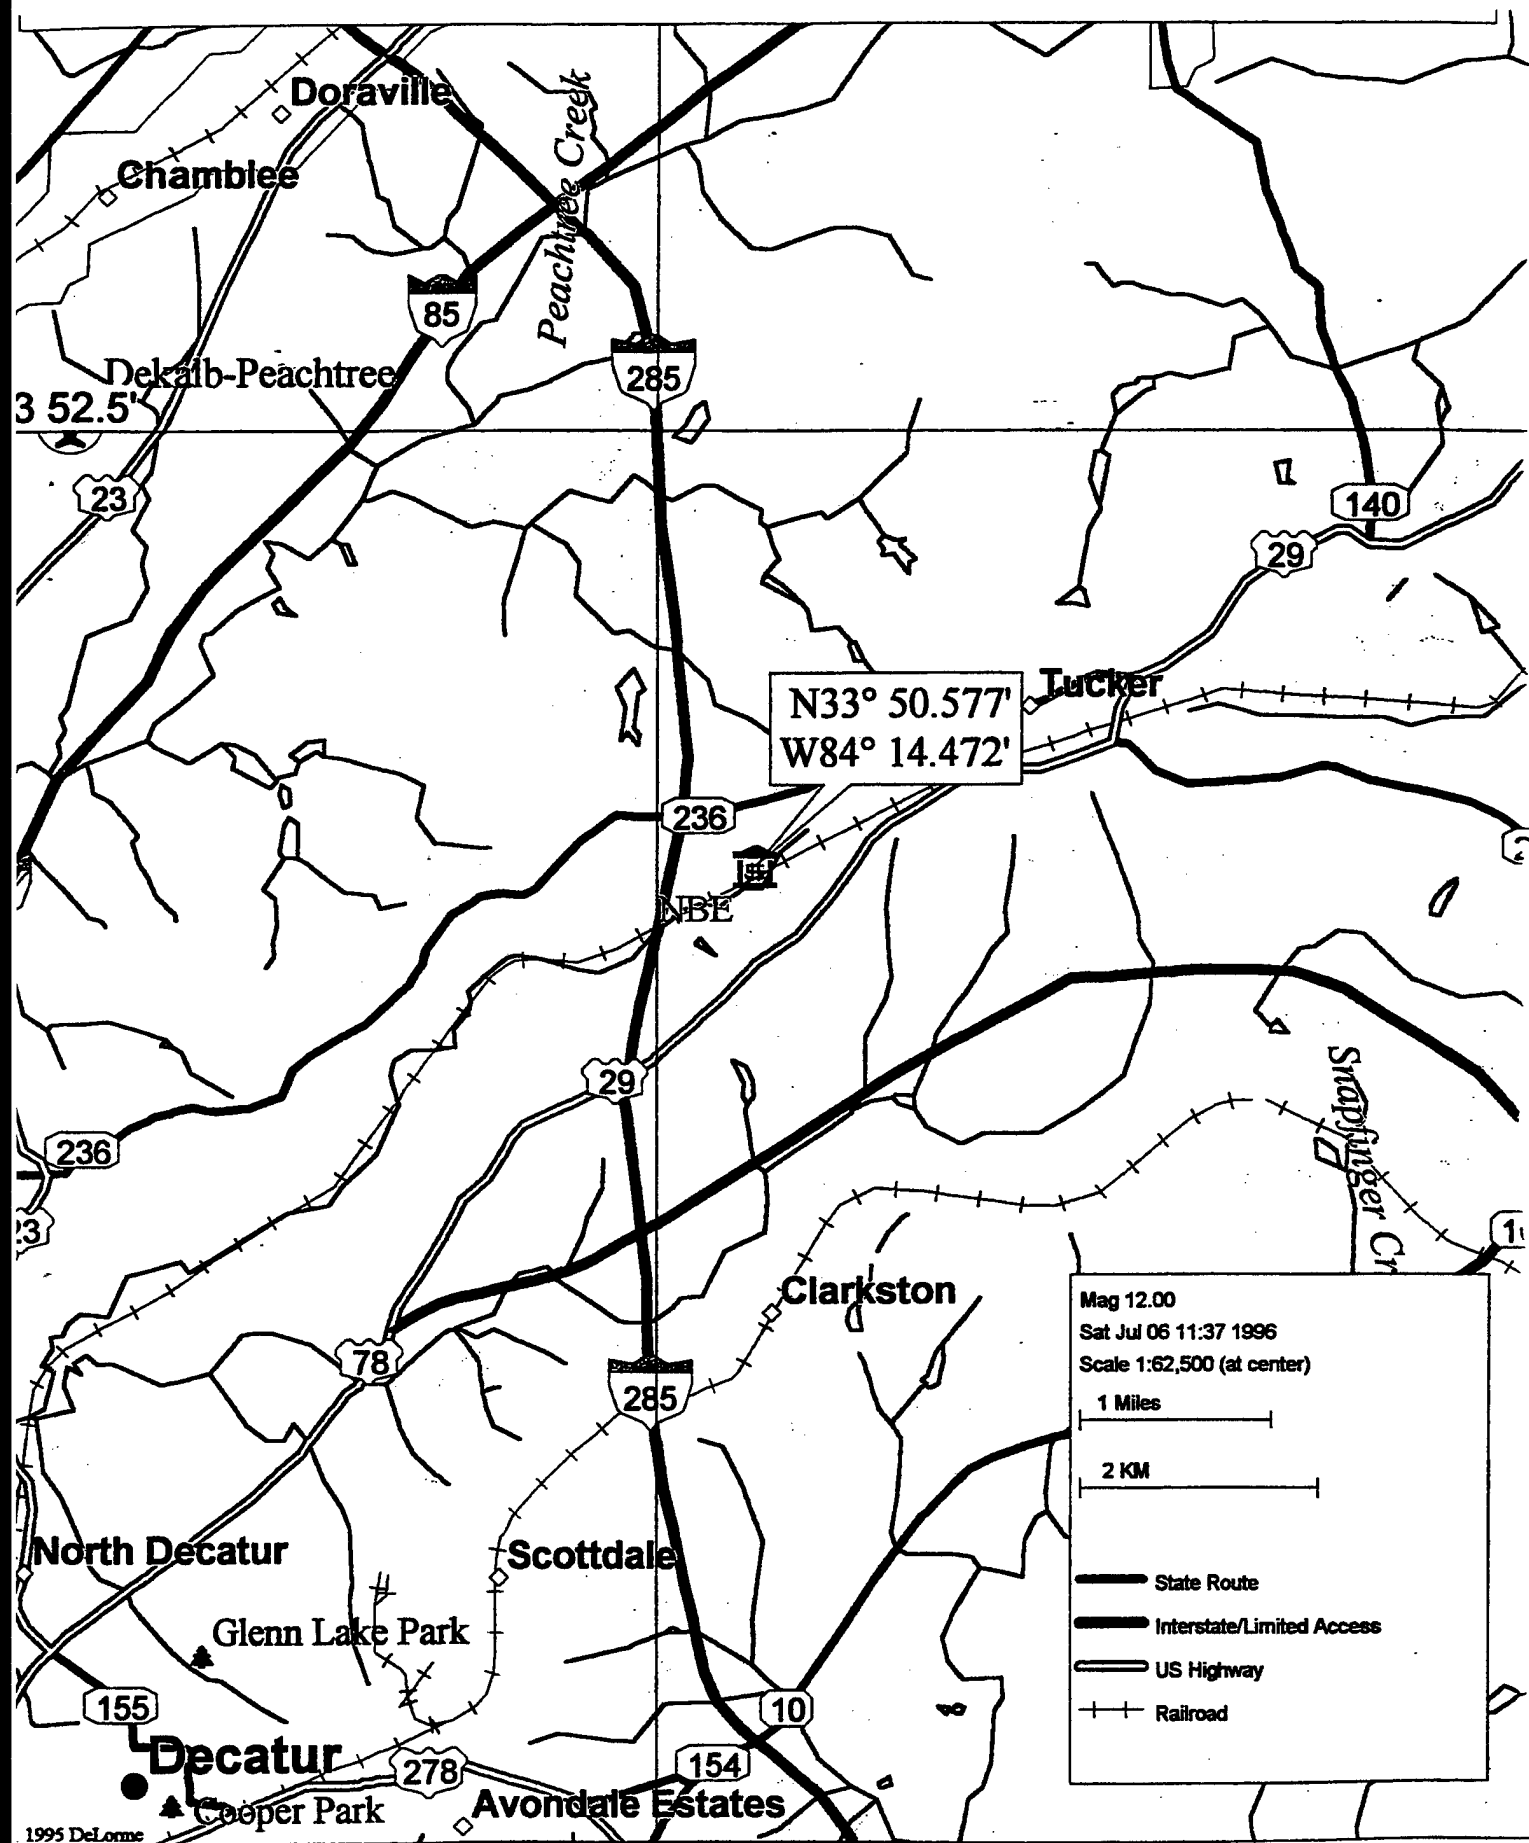 Doraville
Chamblee
Peachtree Creek
85
285
Dekalb-Peachtree
3 52.5'
23
140
29
Tucker
N33° 50.577'
W84° 14.472'
236
NBE
29
Snapfinger Cr
236
23
Clarkston
78
285
Mag 12.00
Sat Jul 06 11:37 1996
Scale 1:62,500 (at center)
1 Miles
2 KM
State Route
Interstate/Limited Access
US Highway
Railroad
North Decatur
Scottdale
Glenn Lake Park
155
10
Decatur
278
154
Cooper Park
Avondale Estates
1995 DeLorme